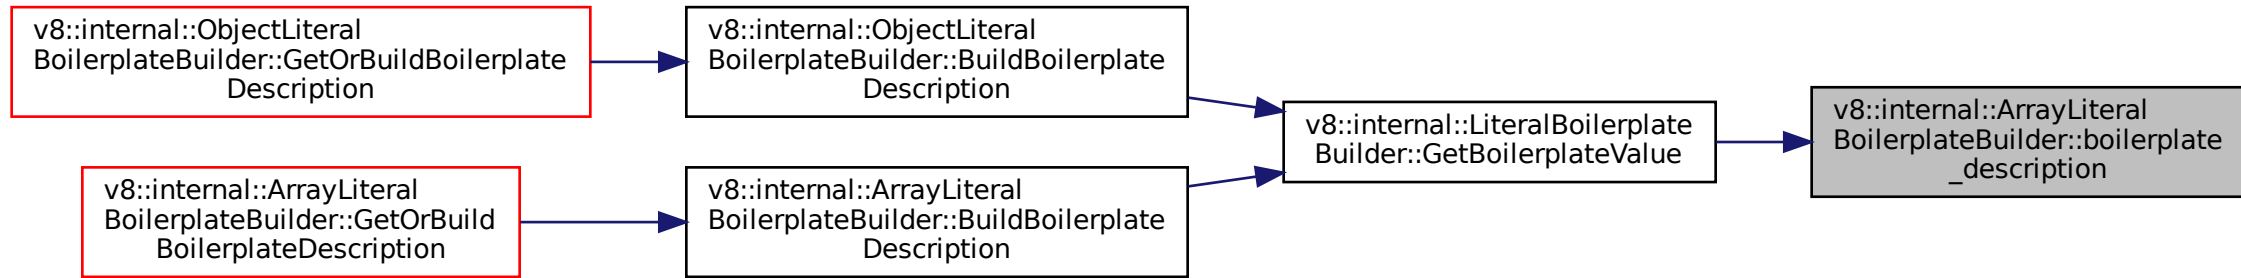 v8::internal::ObjectLiteral
BoilerplateBuilder::GetOrBuildBoilerplate
Description
v8::internal::ObjectLiteral
BoilerplateBuilder::BuildBoilerplate
Description
v8::internal::ArrayLiteral
BoilerplateBuilder::GetOrBuild
BoilerplateDescription
v8::internal::ArrayLiteral
BoilerplateBuilder::BuildBoilerplate
Description
v8::internal::LiteralBoilerplate
Builder::GetBoilerplateValue
v8::internal::ArrayLiteral
BoilerplateBuilder::boilerplate
_description